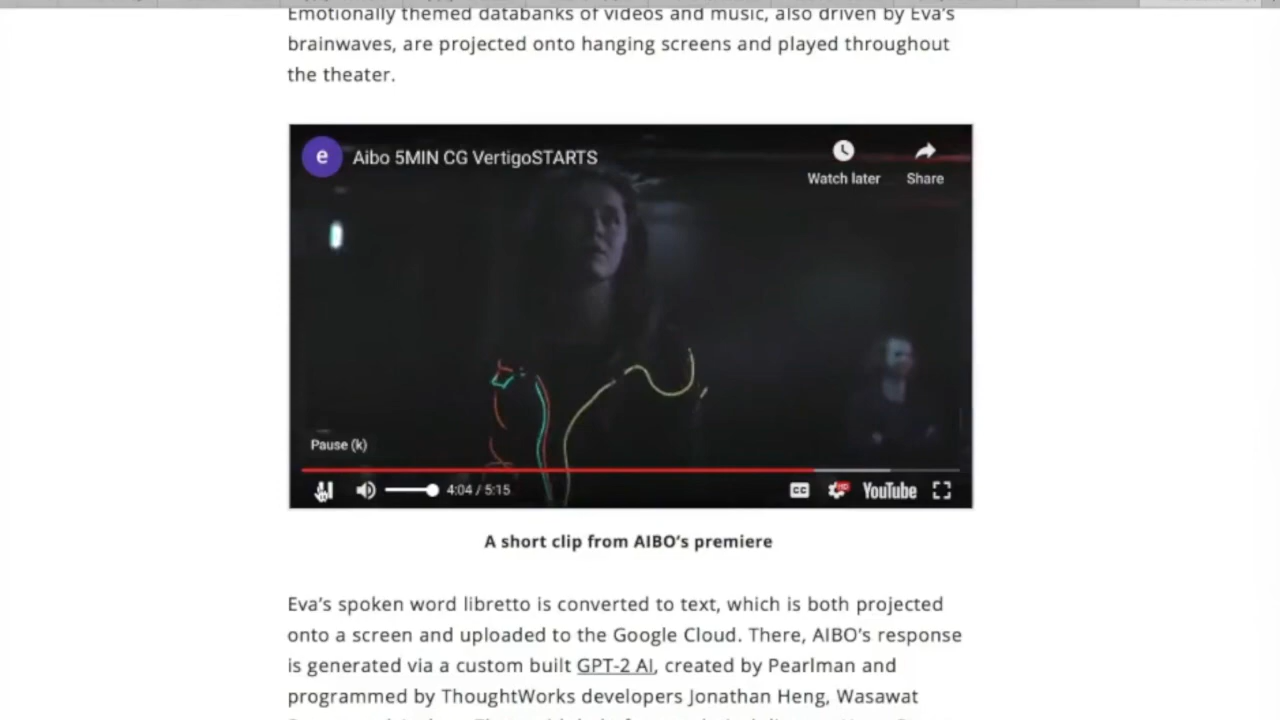 Emotionally themed databanks of videos and music, also driven by Eva's
brainwaves, are projected onto hanging screens and played throughout
the theater.
e
Aibo 5MIN CG VertigoSTARTS
Watch later
Share
Pause (k)
4:04 / 5:15
CC
HD
YouTube
A short clip from AIBO's premiere
Eva's spoken word libretto is converted to text, which is both projected
onto a screen and uploaded to the Google Cloud. There, AIBO's response
is generated via a custom built GPT-2 AI, created by Pearlman and
programmed by ThoughtWorks developers Jonathan Heng, Wasawat